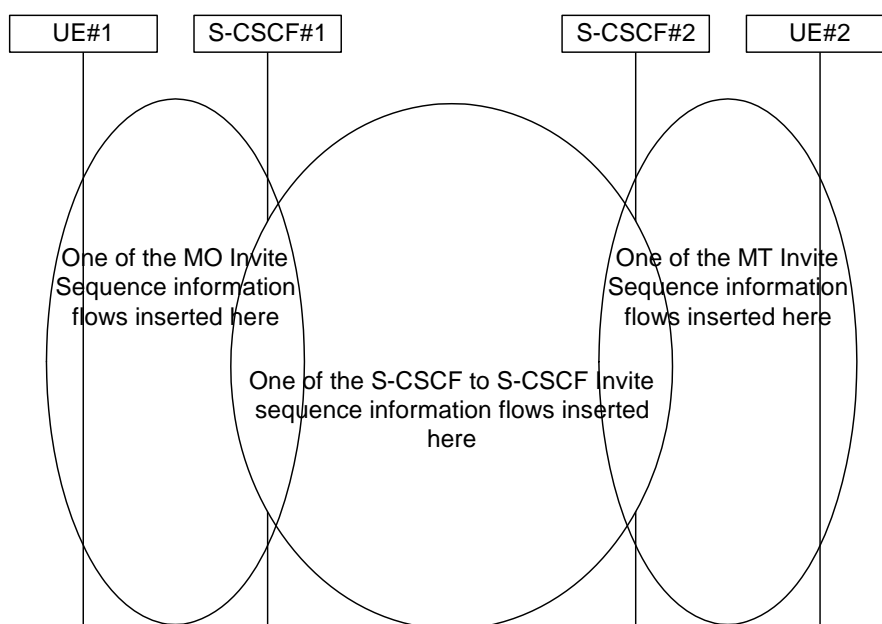 UE#1
S-CSCF#1
S-CSCF#2
UE#2
One of the MO Invite
Sequence information
flows inserted here
One of the MT Invite
Sequence information
flows inserted here
One of the S-CSCF to S-CSCF Invite
sequence information flows inserted
here